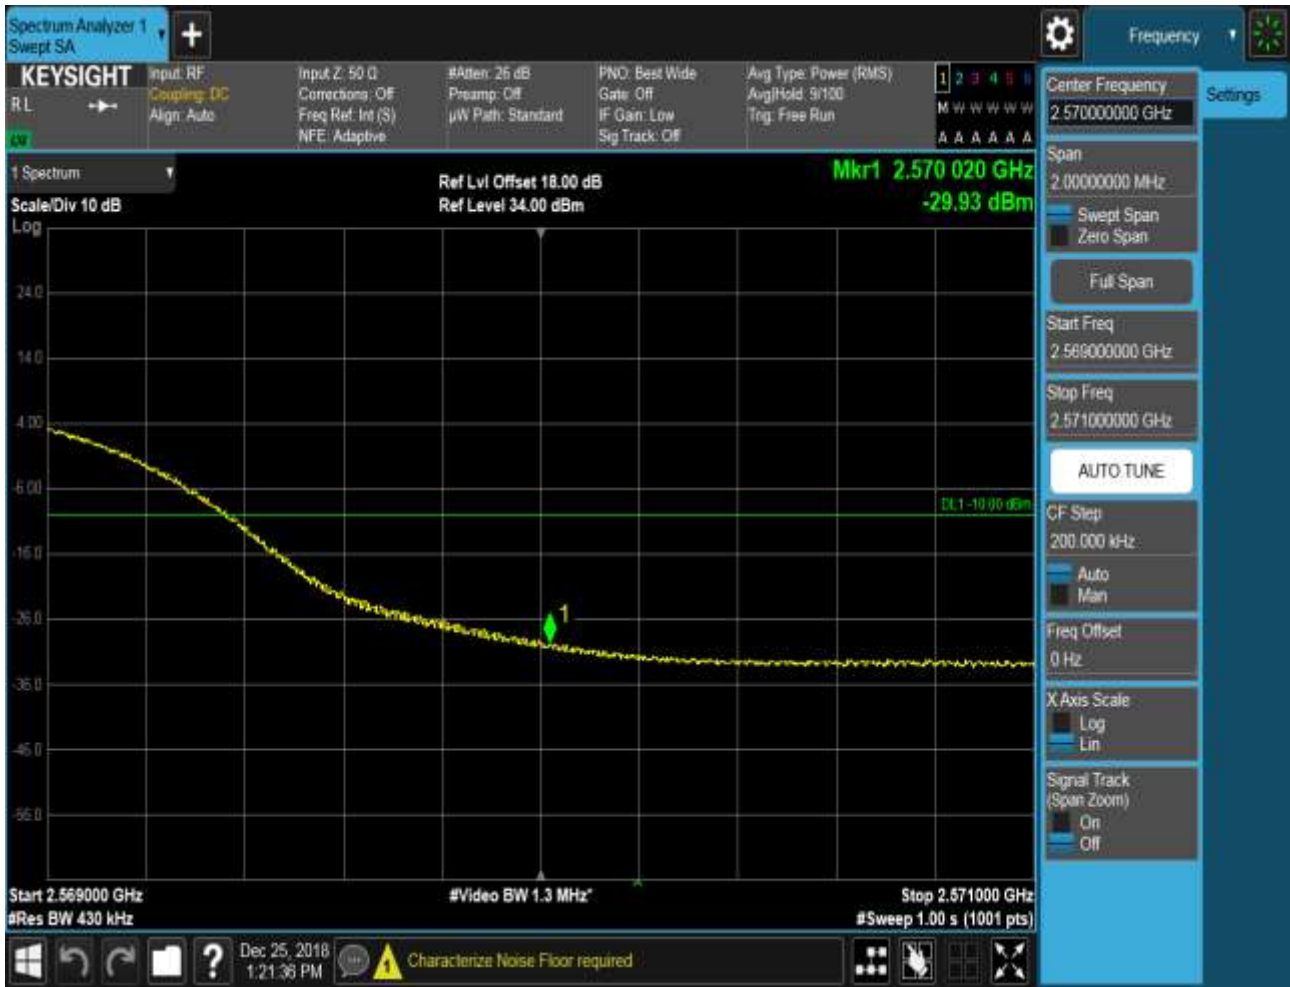 Spectrum Analyzer 1
Swept SA
Frequency
KEYSIGHT
RL
Input: RF
Coupling: DC
Align: Auto
Input Z: 50 Ω
Corrections: Off
Freq Ref: Int (S)
NFE: Adaptive
#Atten: 26 dB
Preamp: Off
µW Path: Standard
PNO: Best Wide
Gate: Off
IF Gain: Low
Sig Track: Off
Avg Type: Power (RMS)
Avg|Hold: 9/100
Trig: Free Run
1 2 3 4 5 6
M W W W W W
A A A A A A
1 Spectrum
Scale/Div 10 dB
Log
Ref Lvl Offset 18.00 dB
Ref Level 34.00 dBm
Mkr1 2.570 020 GHz
-29.93 dBm
24.0
14.0
4.00
-6.00
-16.0
-26.0
-36.0
-46.0
-56.0
DL1 -10.00 dBm
1
Start 2.569000 GHz
#Video BW 1.3 MHz*
Stop 2.571000 GHz
#Res BW 430 kHz
#Sweep 1.00 s (1001 pts)
Center Frequency
2.570000000 GHz
Settings
Span
2.00000000 MHz
Swept Span
Zero Span
Full Span
Start Freq
2.569000000 GHz
Stop Freq
2.571000000 GHz
AUTO TUNE
CF Step
200.000 kHz
Auto
Man
Freq Offset
0 Hz
X Axis Scale
Log
Lin
Signal Track
(Span Zoom)
On
Off
?
Dec 25, 2018
1:21:36 PM
Characterize Noise Floor required